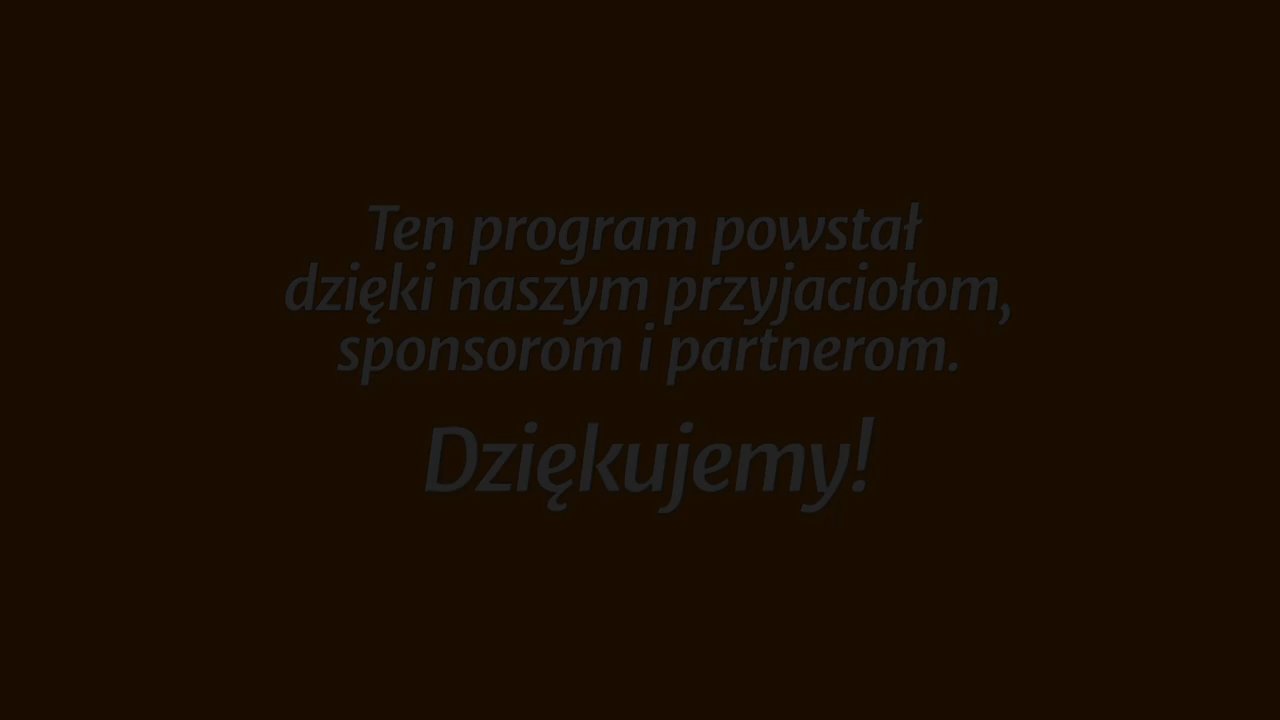 Ten program powstał
dzięki naszym przyjaciołom,
sponsorom i partnerom.
Dziękujemy!